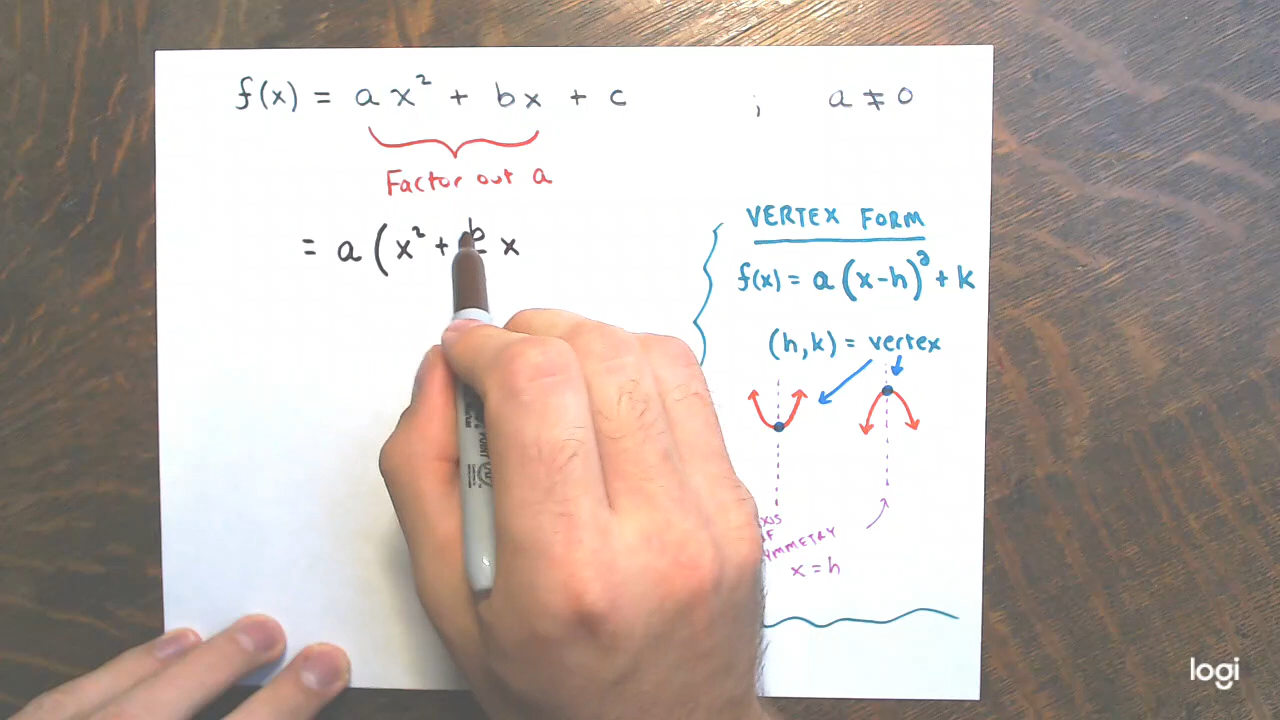 f(x) = ax² + bx + c ; a ≠ 0
Factor out a
= a(x² + b x
VERTEX FORM
f(x) = a(x-h)² + k
(h,k) = vertex
x = h
logi